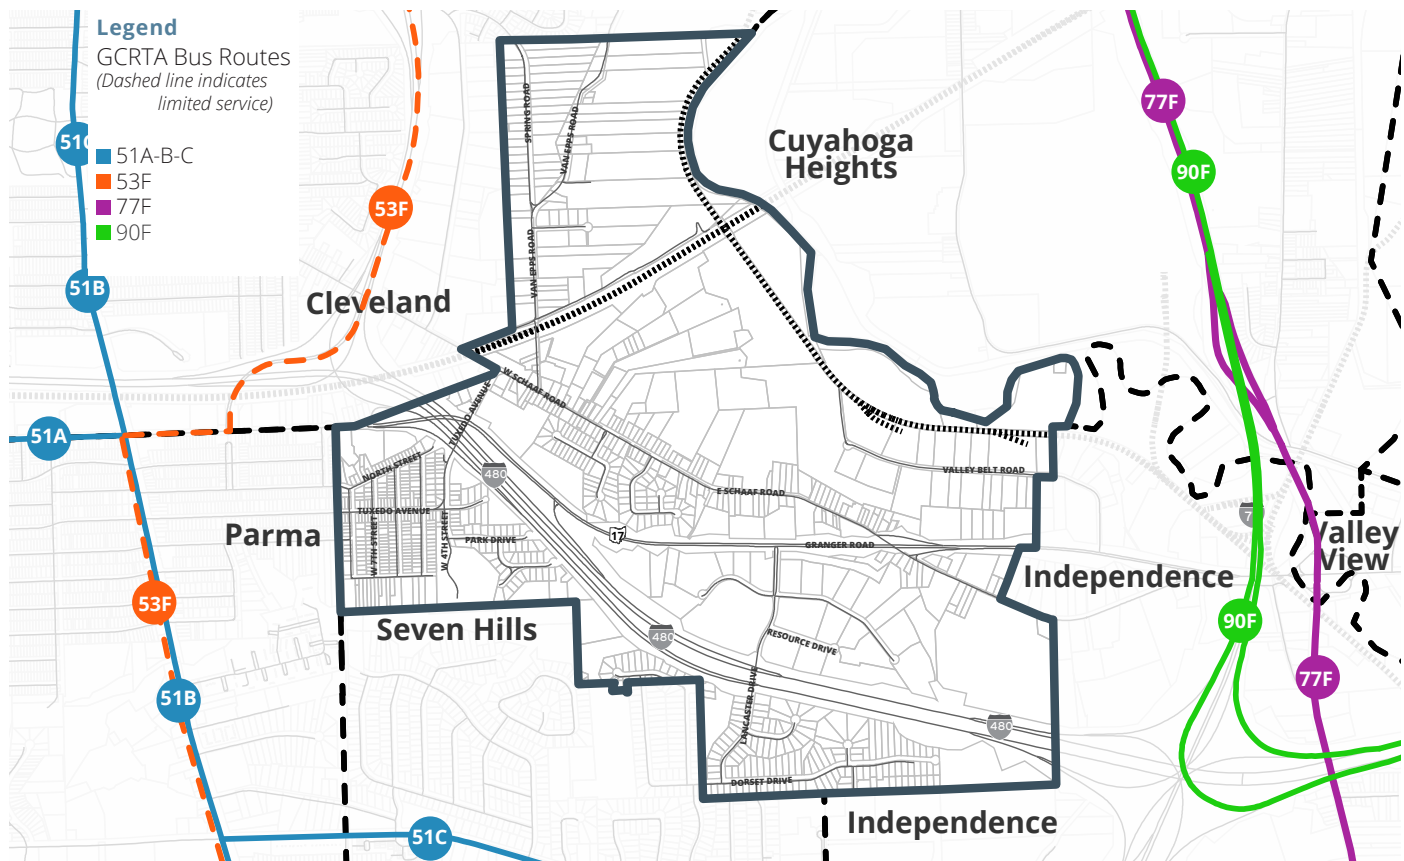 Legend
GCRTA Bus Routes
(Dashed line indicates
limited service)
51A-B-C
53F
77F
90F
51C
51B
51A
53F
53F
51B
51C
77F
90F
90F
77F
Cuyahoga
Heights
Cleveland
Parma
Seven Hills
Independence
Independence
Valley
View
SPRING ROAD
VAN EPPS ROAD
VAN EPPS ROAD
W SCHAAF ROAD
TUXEDO AVENUE
NORTH STREET
TUXEDO AVENUE
W 7TH STREET
W 4TH STREET
PARK DRIVE
480
17
E SCHAAF ROAD
VALLEY BELT ROAD
GRANGER ROAD
480
RESOURCE DRIVE
LANCASTER DRIVE
DORSET DRIVE
480